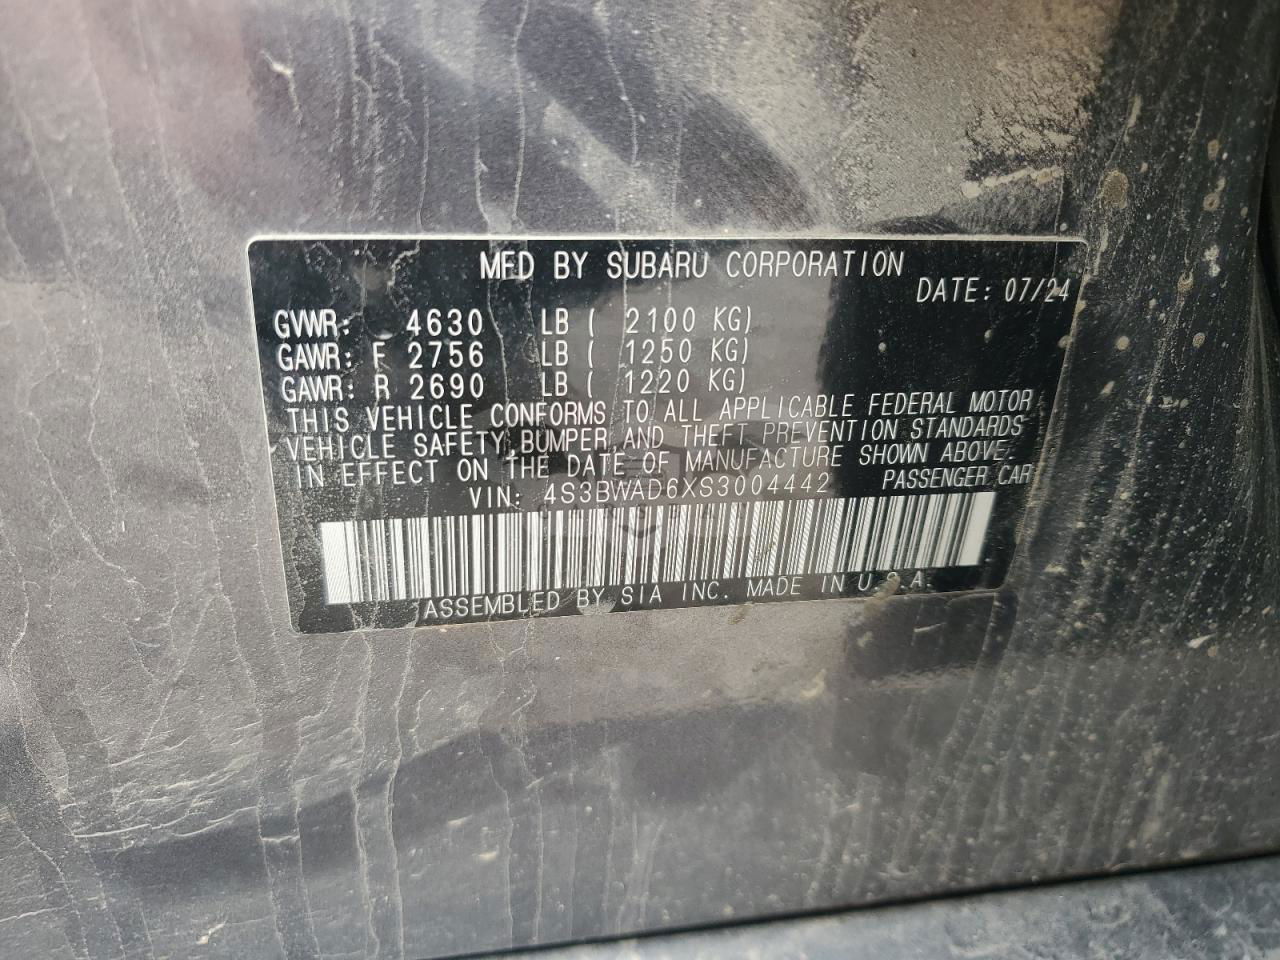 MFD BY SUBARU CORPORATION
DATE: 07/24
GVWR: 4630 LB ( 2100 KG)
GAWR: F 2756 LB ( 1250 KG)
GAWR: R 2690 LB ( 1220 KG)
THIS VEHICLE CONFORMS TO ALL APPLICABLE FEDERAL MOTOR
VEHICLE SAFETY, BUMPER AND THEFT PREVENTION STANDARDS
IN EFFECT ON THE DATE OF MANUFACTURE SHOWN ABOVE.
VIN: 4S3BWAD6XS3004442 PASSENGER CAR
ASSEMBLED BY SIA INC. MADE IN U.S.A.